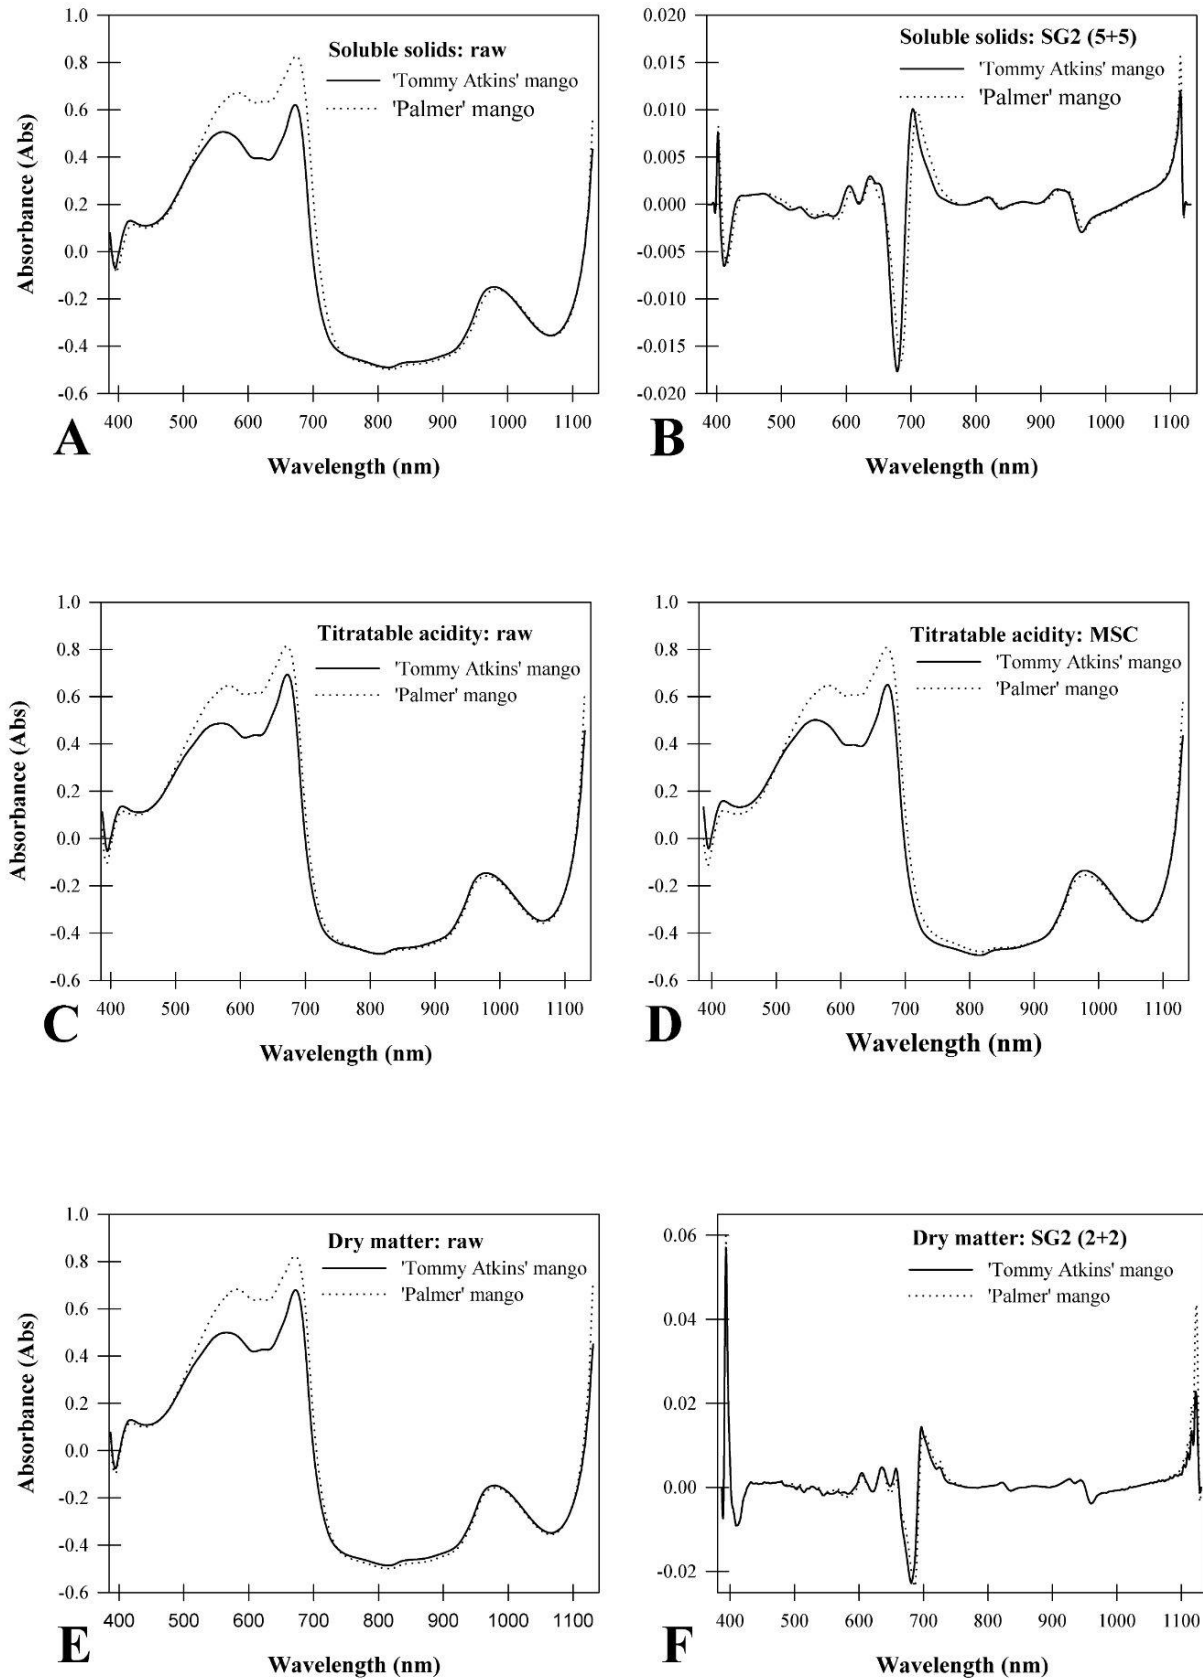 Soluble solids: raw
'Tommy Atkins' mango
'Palmer' mango
Absorbance (Abs)
1.0
0.8
0.6
0.4
0.2
0.0
-0.2
-0.4
-0.6
400 500 600 700 800 900 1000 1100
A
Wavelength (nm)
Soluble solids: SG2 (5+5)
'Tommy Atkins' mango
'Palmer' mango
0.020
0.015
0.010
0.005
0.000
-0.005
-0.010
-0.015
-0.020
400 500 600 700 800 900 1000 1100
B
Wavelength (nm)
Titratable acidity: raw
'Tommy Atkins' mango
'Palmer' mango
Absorbance (Abs)
1.0
0.8
0.6
0.4
0.2
0.0
-0.2
-0.4
-0.6
400 500 600 700 800 900 1000 1100
C
Wavelength (nm)
Titratable acidity: MSC
'Tommy Atkins' mango
'Palmer' mango
1.0
0.8
0.6
0.4
0.2
0.0
-0.2
-0.4
-0.6
400 500 600 700 800 900 1000 1100
D
Wavelength (nm)
Dry matter: raw
'Tommy Atkins' mango
'Palmer' mango
Absorbance (Abs)
1.0
0.8
0.6
0.4
0.2
0.0
-0.2
-0.4
-0.6
400 500 600 700 800 900 1000 1100
E
Wavelength (nm)
Dry matter: SG2 (2+2)
'Tommy Atkins' mango
'Palmer' mango
0.06
0.04
0.02
0.00
-0.02
400 500 600 700 800 900 1000 1100
F
Wavelength (nm)